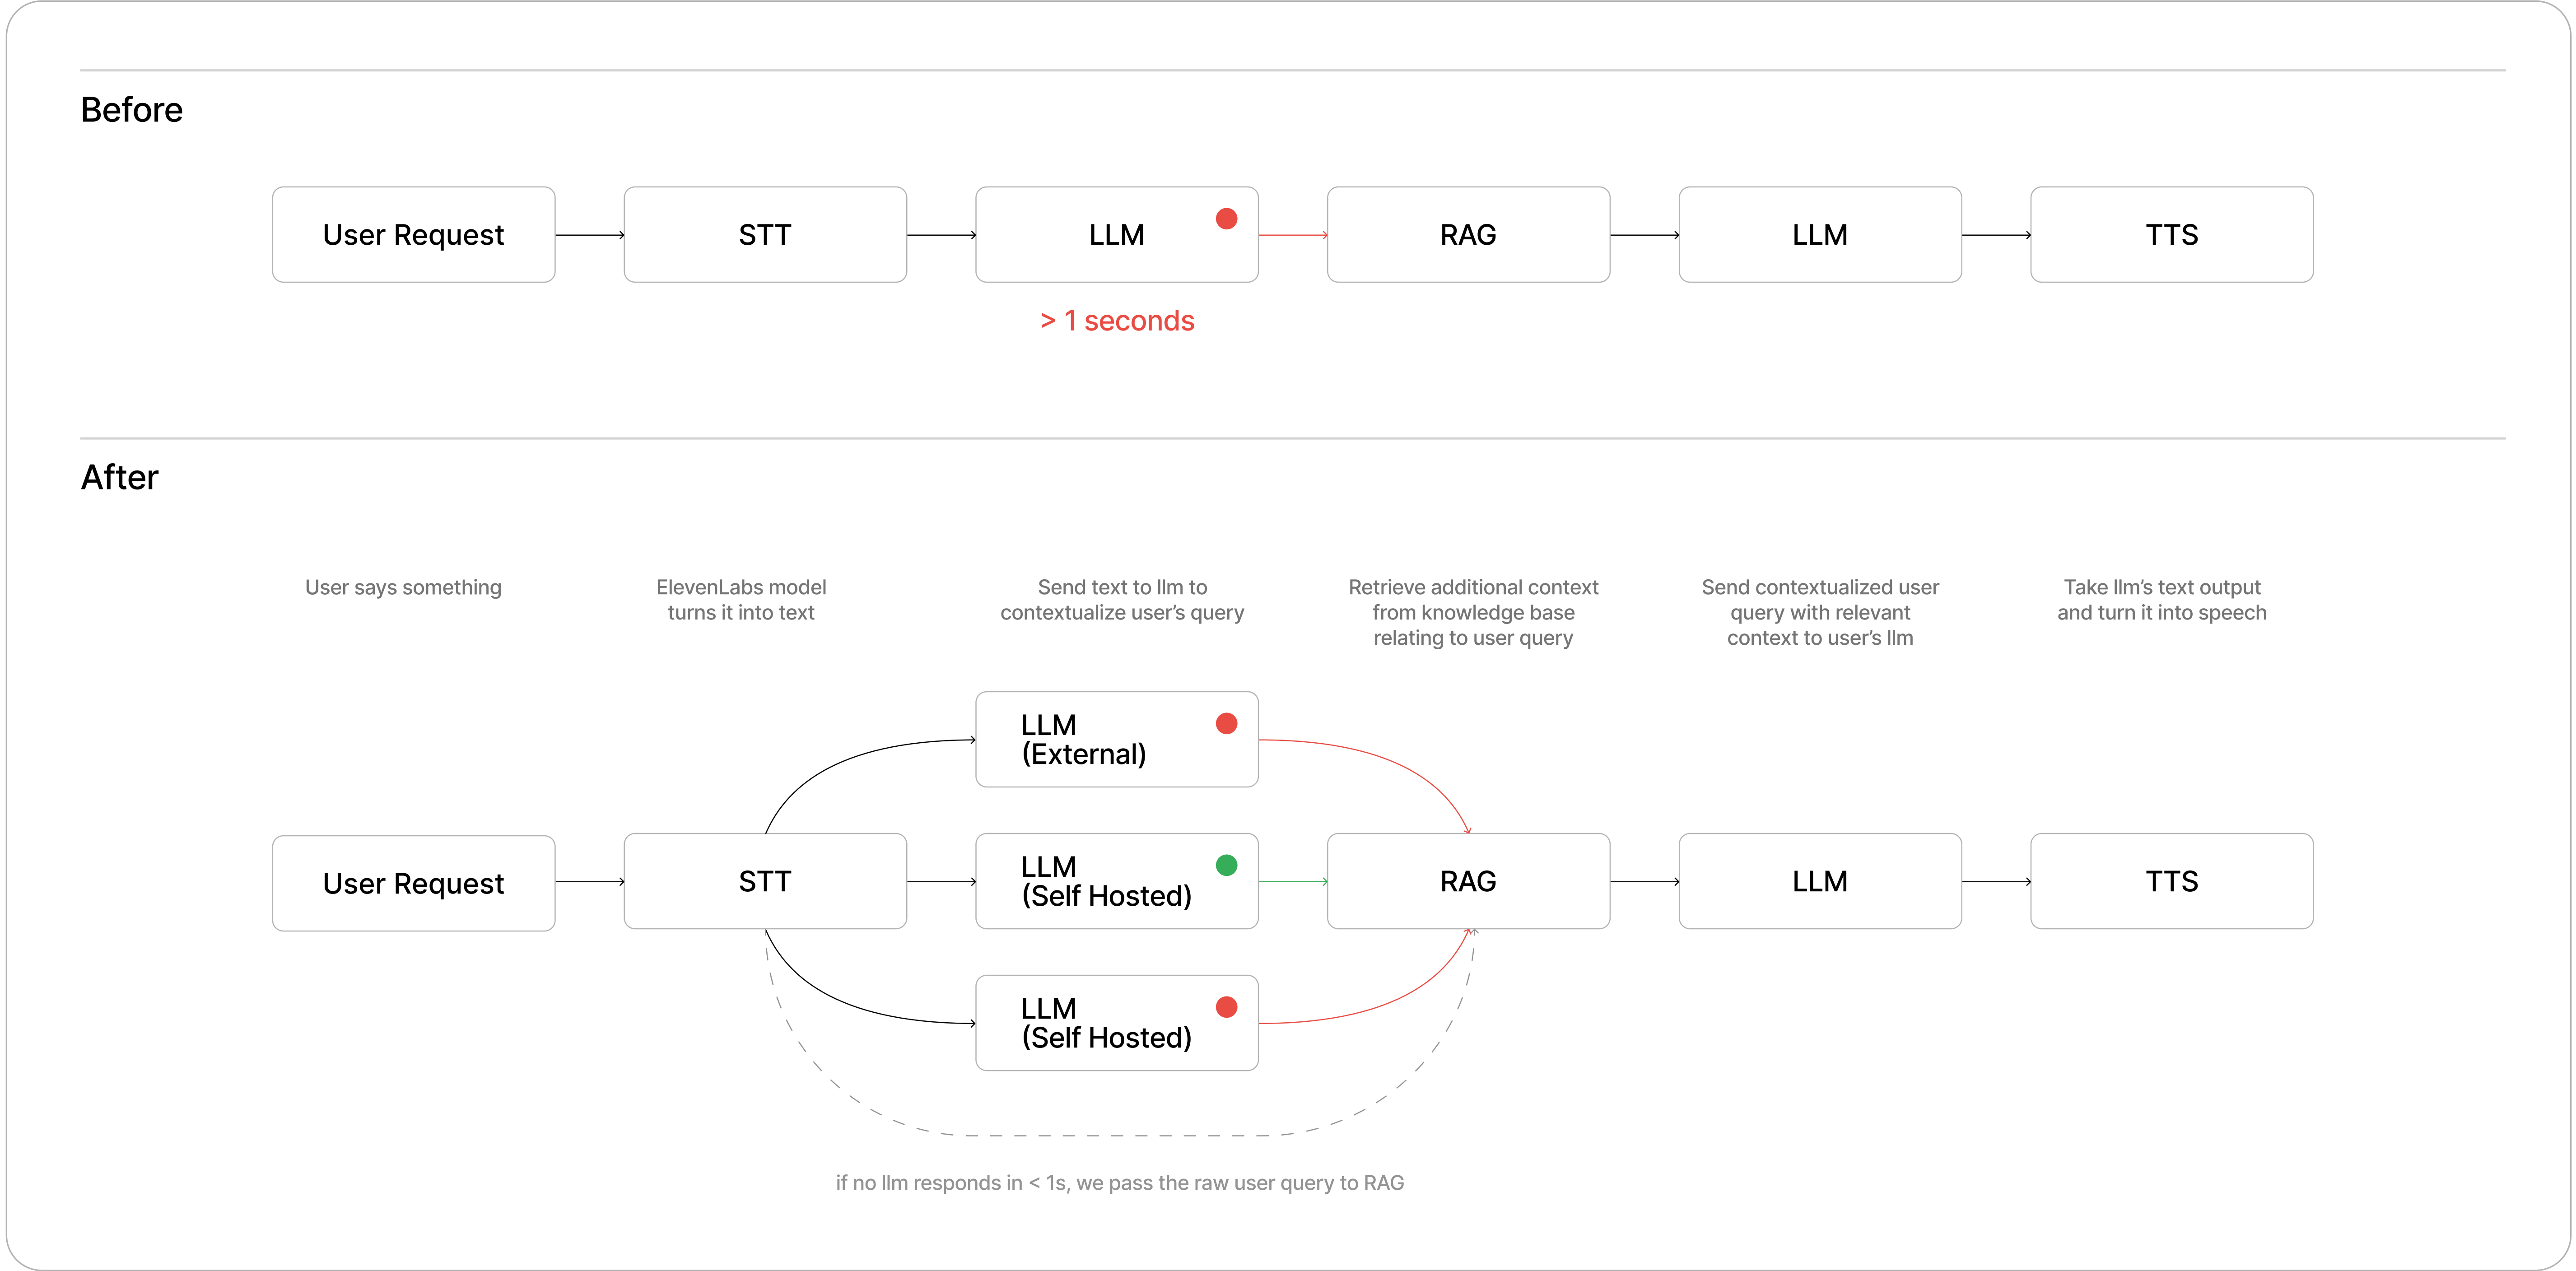 Before
User Request
STT
LLM
RAG
LLM
TTS
> 1 seconds
After
User says something
ElevenLabs model
turns it into text
Send text to llm to
contextualize user’s query
Retrieve additional context
from knowledge base
relating to user query
Send contextualized user
query with relevant
context to user’s llm
Take llm’s text output
and turn it into speech
LLM
(External)
User Request
STT
LLM
(Self Hosted)
RAG
LLM
TTS
LLM
(Self Hosted)
if no llm responds in < 1s, we pass the raw user query to RAG